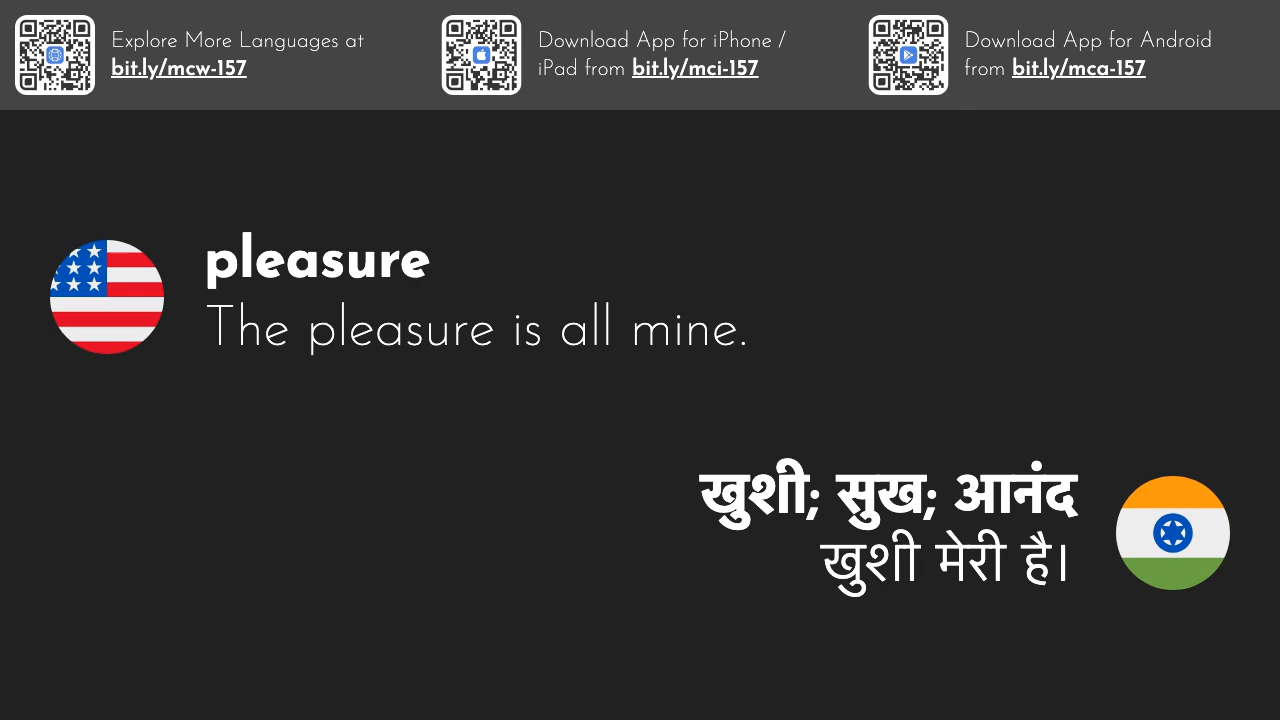 Explore More Languages at
bit.ly/mcw-157
Download App for iPhone /
iPad from bit.ly/mci-157
Download App for Android
from bit.ly/mca-157
pleasure
The pleasure is all mine.
खुशी; सुख; आनंद
खुशी मेरी है।